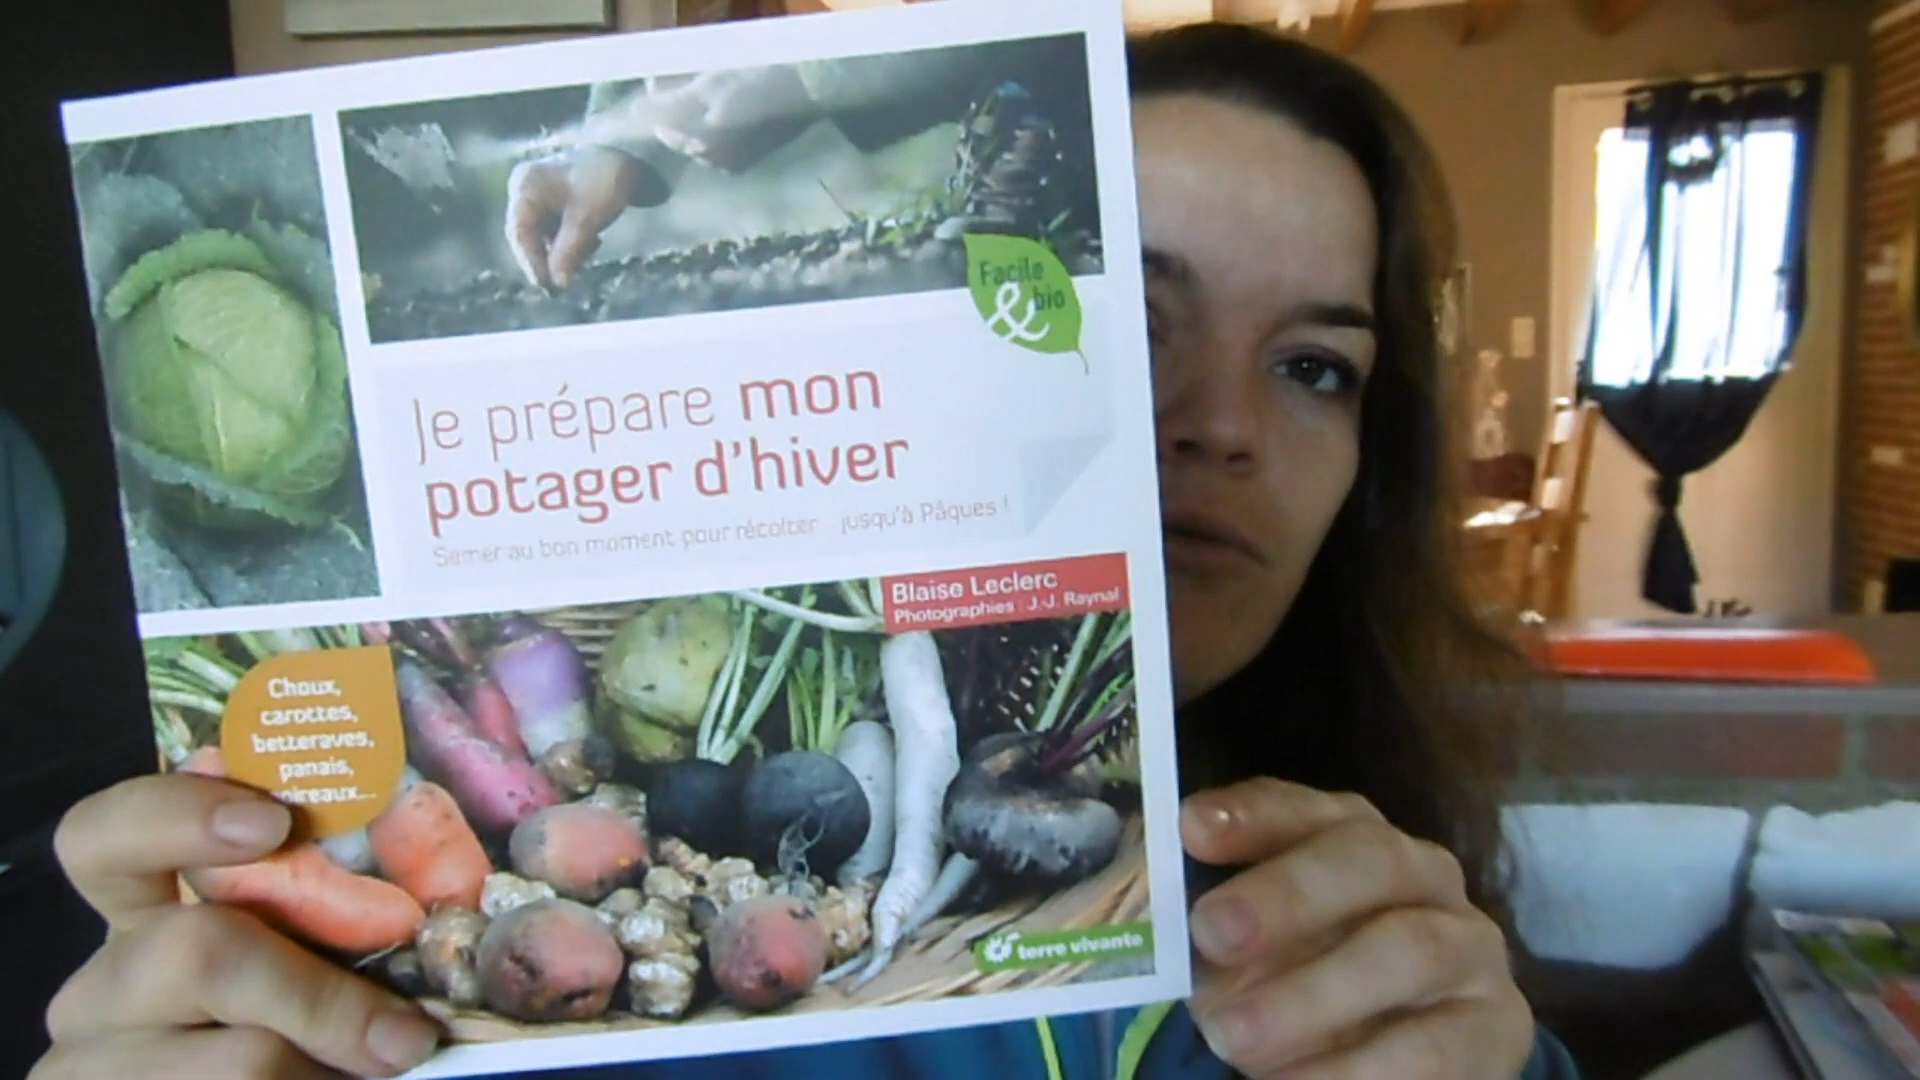 Facile
& bio
Je prépare mon
potager d'hiver
Semer au bon moment pour récolter jusqu'à Pâques !
Blaise Leclerc
Photographies J.-J. Raynal
Choux,
carottes,
betteraves,
panais,
poireaux...
terre vivante